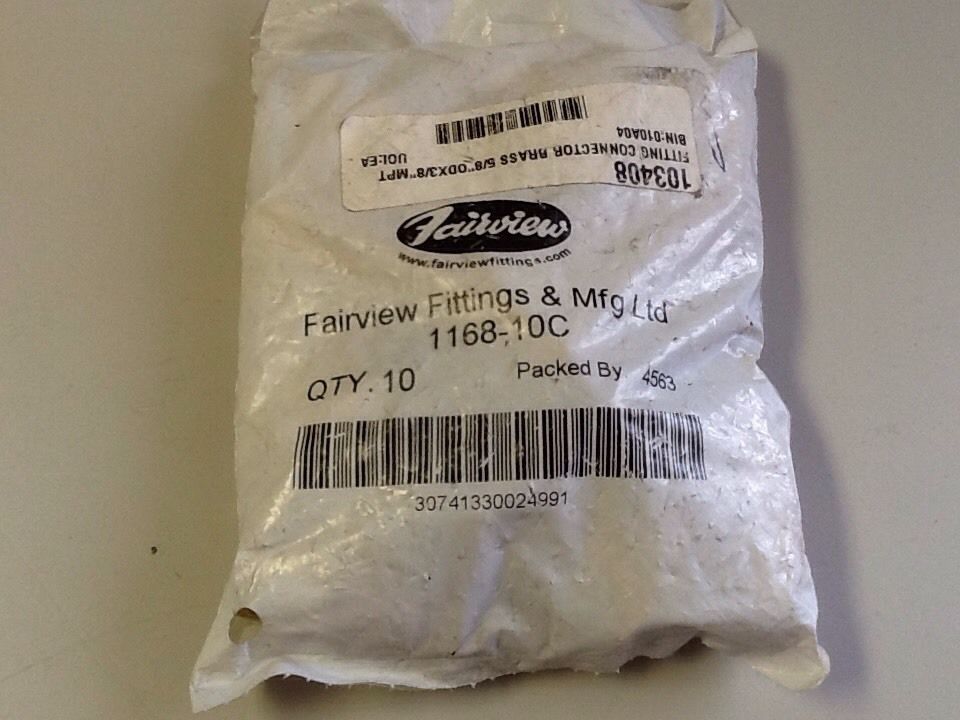 103408
FITTING CONNECTOR BRASS 5/8"ODX3/8"MPT
BIN:010A04 UOI:EA
Fairview
www.fairviewfittings.com
Fairview Fittings & Mfg Ltd
1168-10C
QTY. 10 Packed By 4563
30741330024991